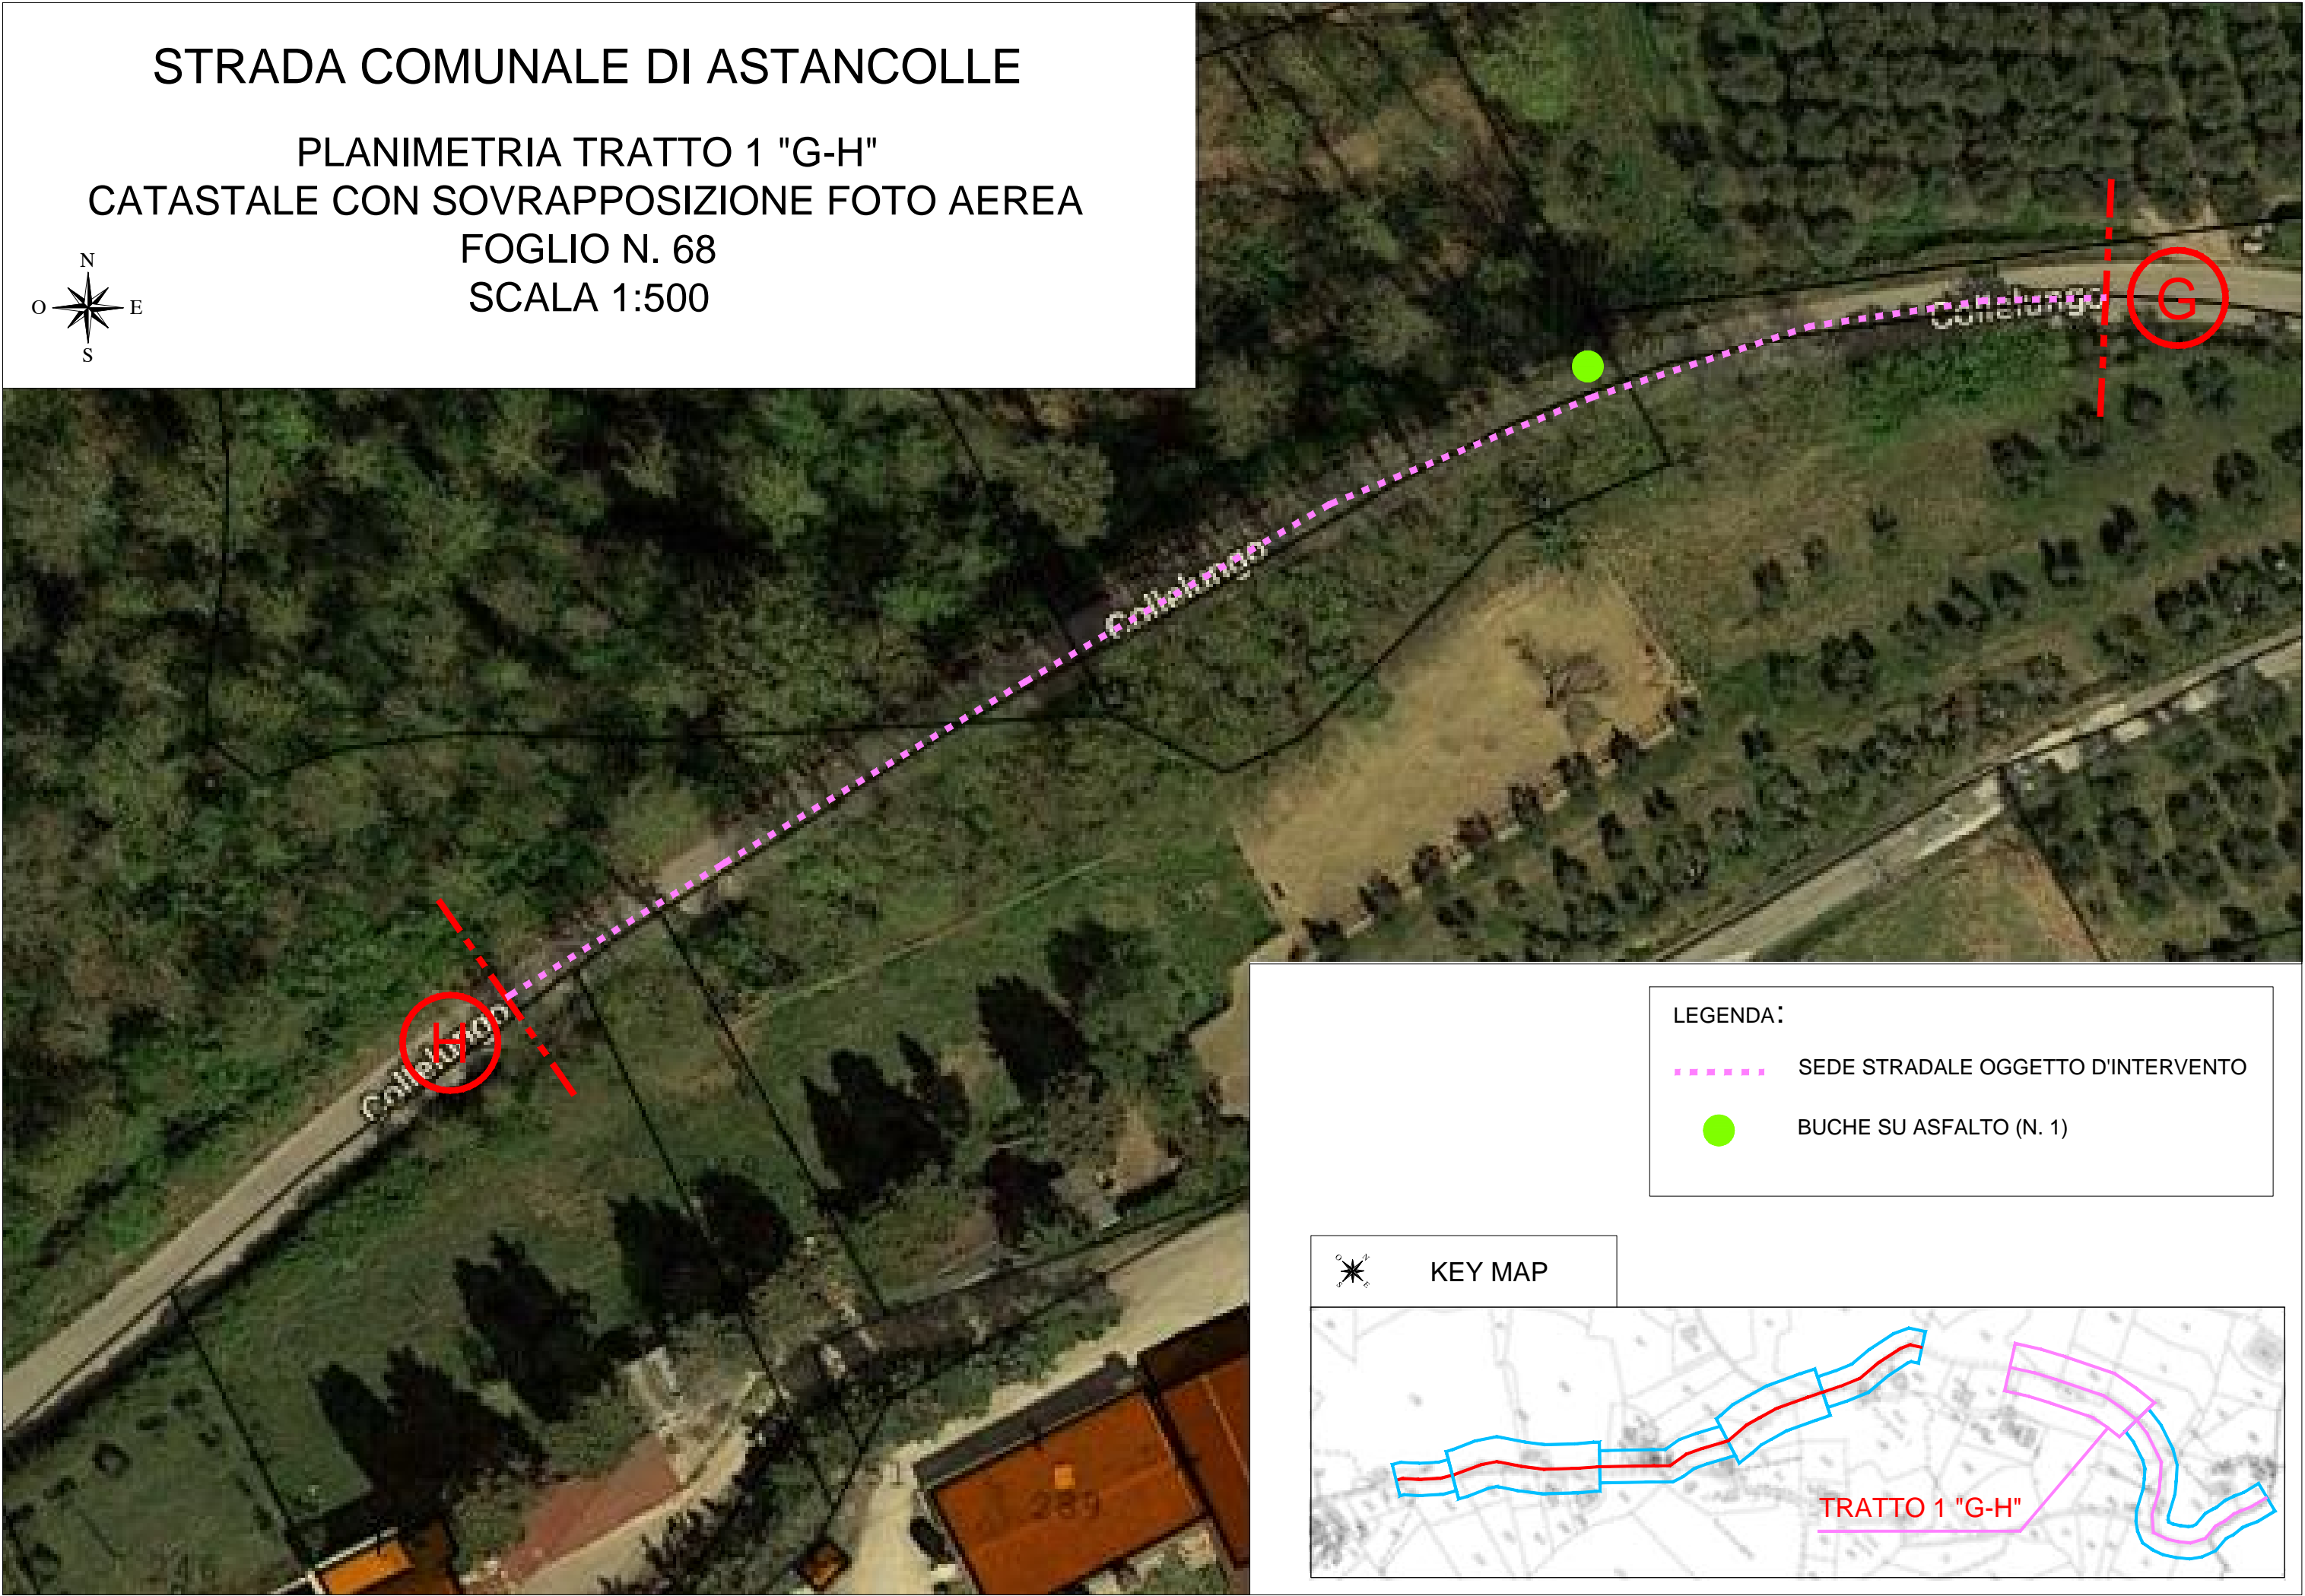 STRADA COMUNALE DI ASTANCOLLE
PLANIMETRIA TRATTO 1 "G-H"
CATASTALE CON SOVRAPPOSIZIONE FOTO AEREA
FOGLIO N. 68
SCALA 1:500
N
O E
S
G
Collelungo
Collelungo
H
Collelungo
289
LEGENDA:
SEDE STRADALE OGGETTO D'INTERVENTO
BUCHE SU ASFALTO (N. 1)
O N
S E
KEY MAP
TRATTO 1 "G-H"